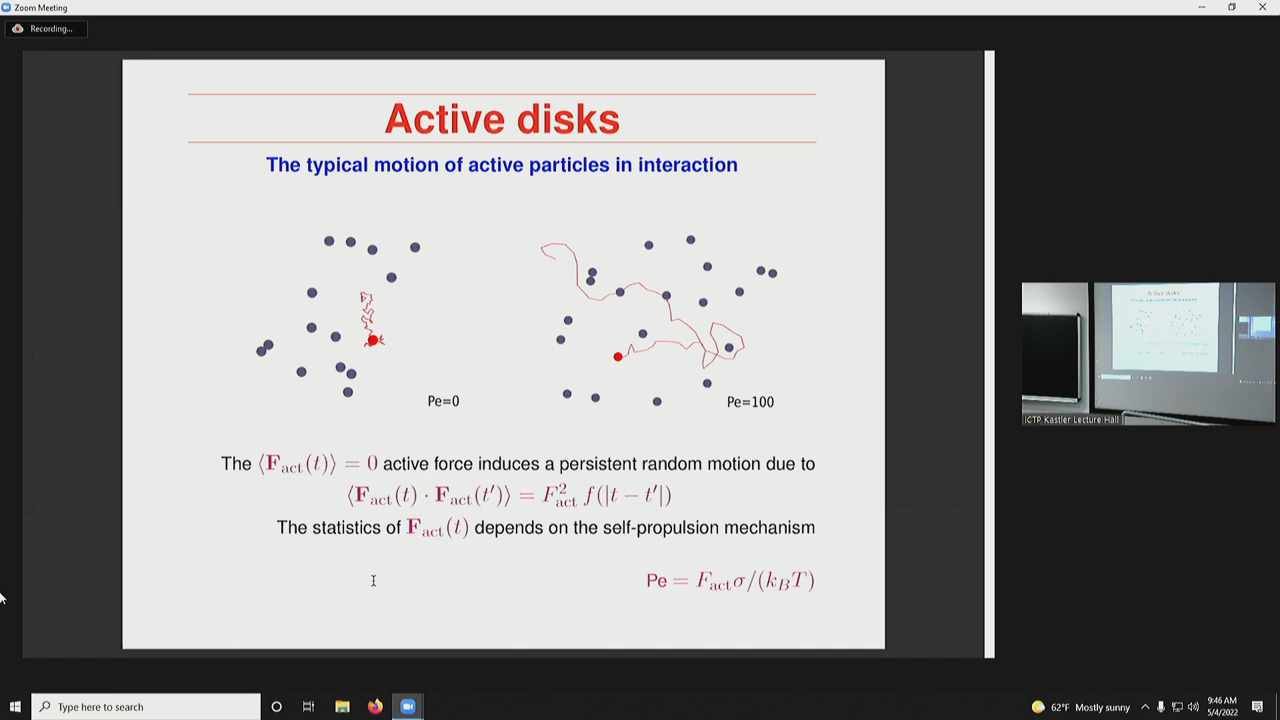 Zoom Meeting
Recording...
Active disks
The typical motion of active particles in interaction
Pe=0
Pe=100
The ⟨F_act(t)⟩ = 0 active force induces a persistent random motion due to
⟨F_act(t) · F_act(t′)⟩ = F²_act f(|t − t′|)
The statistics of F_act(t) depends on the self-propulsion mechanism
Pe = F_act σ/(k_B T)
Active disks
ICTP Kastler Lecture Hall
Type here to search
62°F Mostly sunny
9:46 AM
5/4/2022